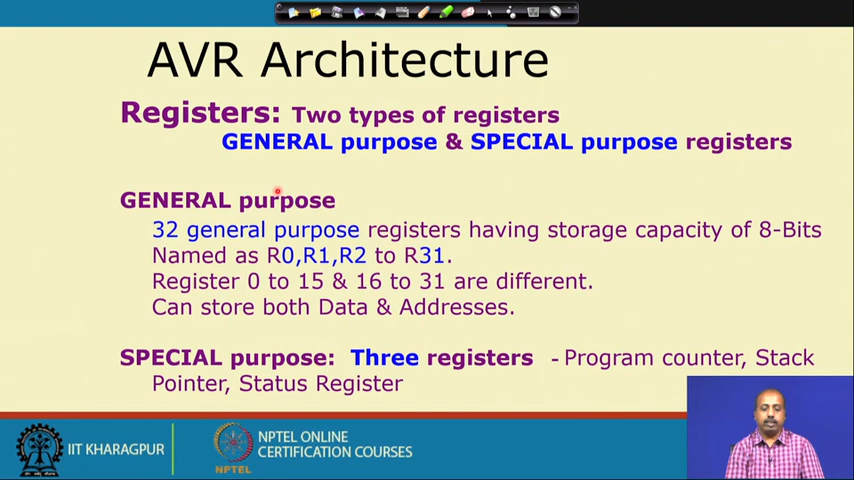 AVR Architecture
Registers: Two types of registers
GENERAL purpose & SPECIAL purpose registers
GENERAL purpose
32 general purpose registers having storage capacity of 8-Bits
Named as R0,R1,R2 to R31.
Register 0 to 15 & 16 to 31 are different.
Can store both Data & Addresses.
SPECIAL purpose: Three registers - Program counter, Stack
Pointer, Status Register
IIT KHARAGPUR
NPTEL
NPTEL ONLINE
CERTIFICATION COURSES